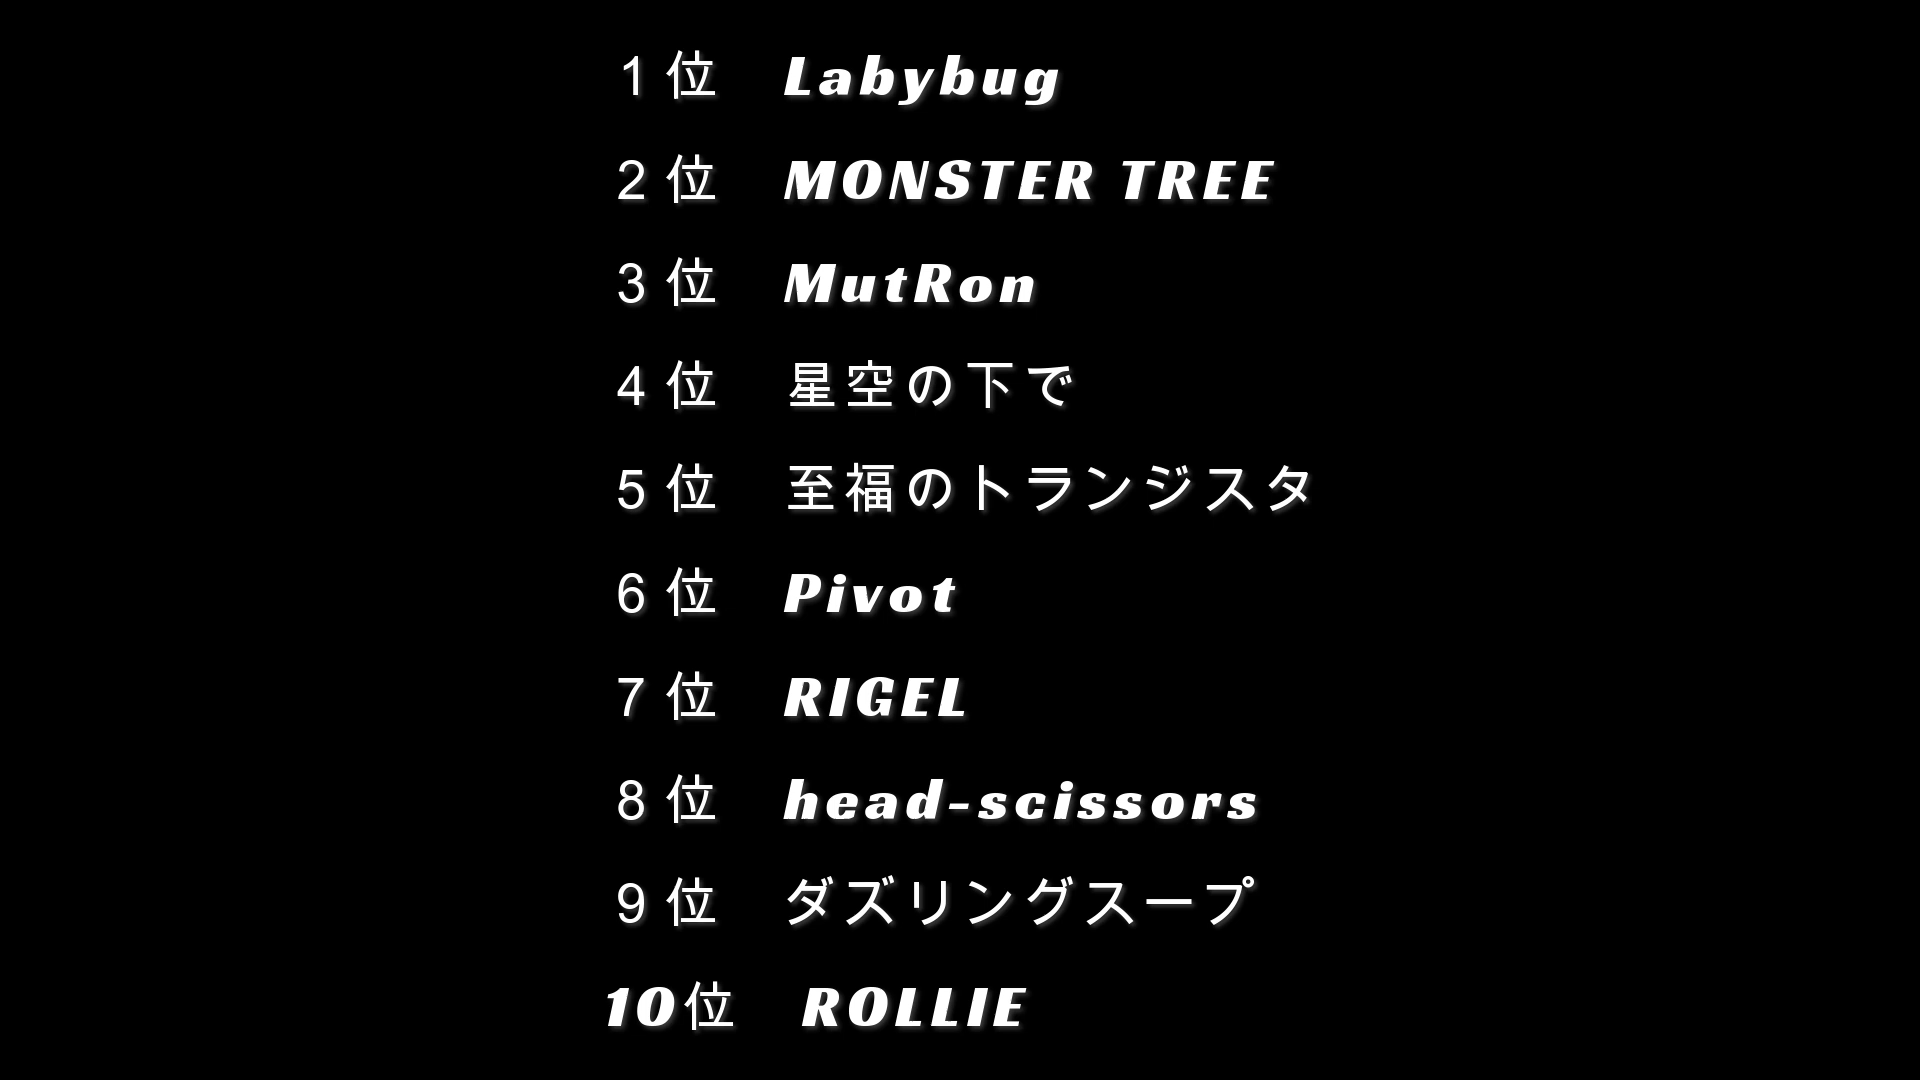 １位　Labybug
２位　MONSTER TREE
３位　MutRon
４位　星空の下で
５位　至福のトランジスタ
６位　Pivot
７位　RIGEL
８位　head-scissors
９位　ダズリングスープ
10位　ROLLIE